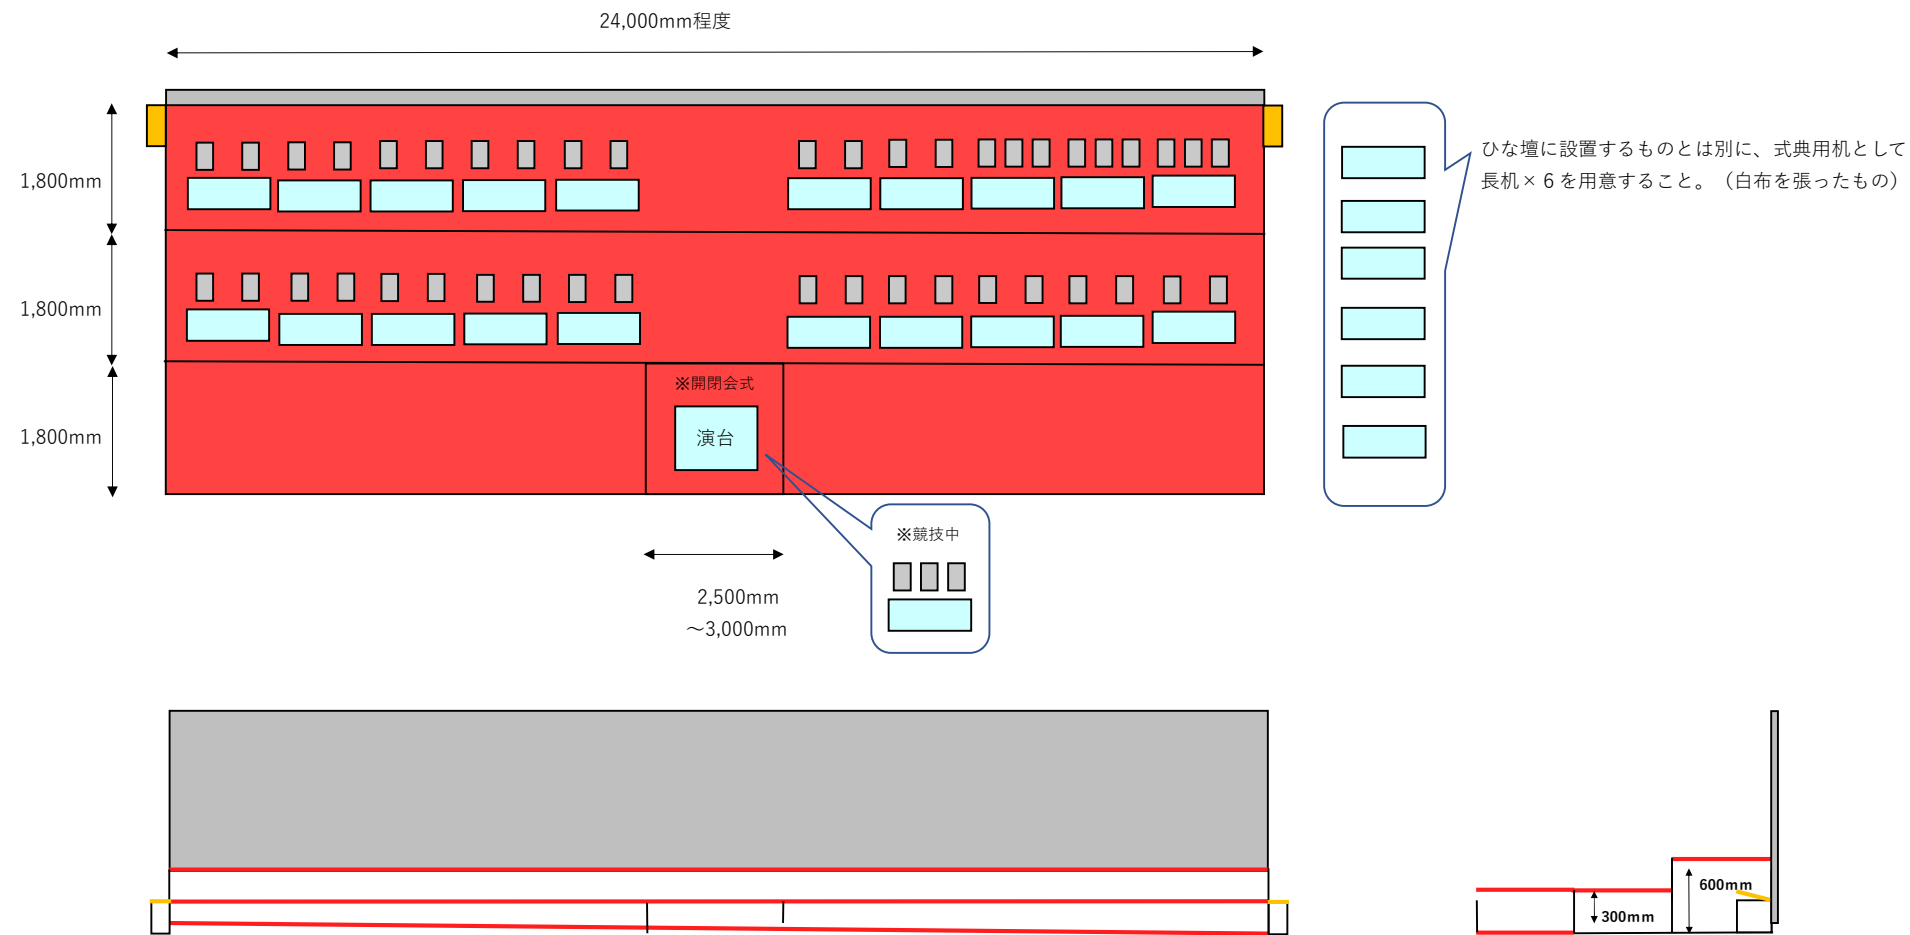 24,000mm程度
1,800mm
ひな壇に設置するものとは別に、式典用机として
長机×６を用意すること。（白布を張ったもの）
1,800mm
※開閉会式
演台
1,800mm
※競技中
2,500mm
～3,000mm
600mm
300mm